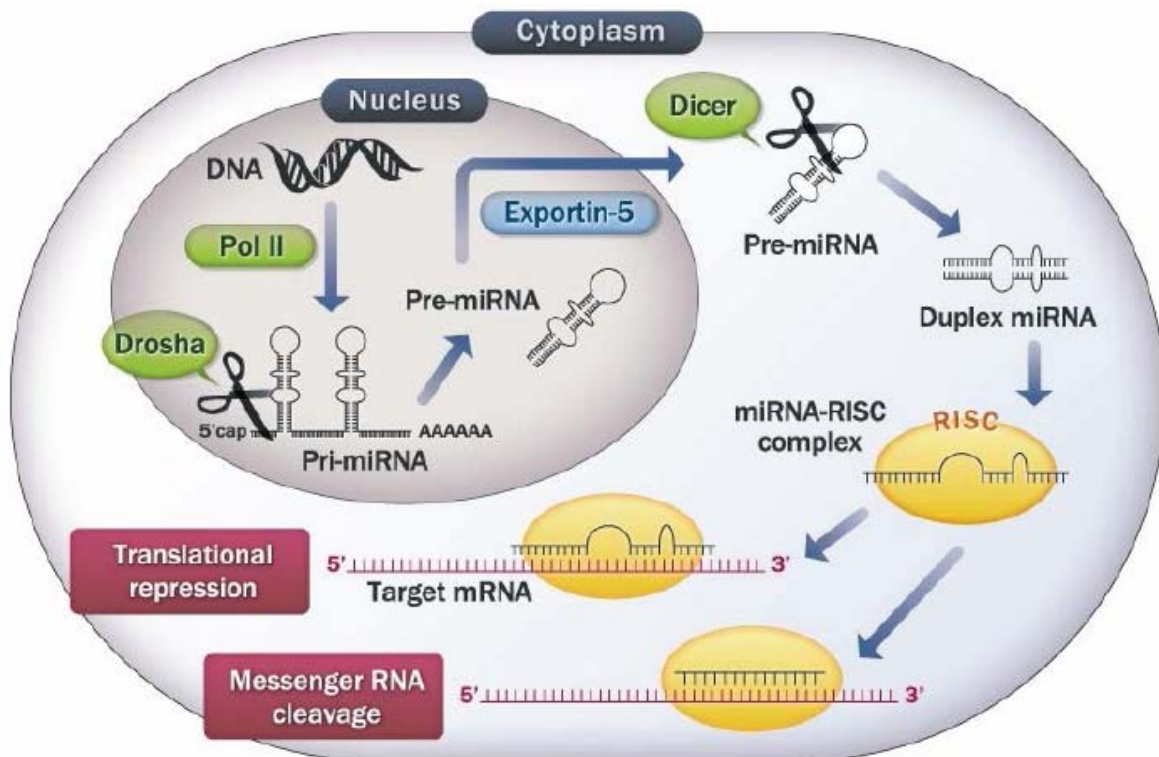 Cytoplasm
Nucleus
DNA
Pol II
Drosha
5'cap
AAAAAA
Pri-miRNA
Pre-miRNA
Exportin-5
Dicer
Pre-miRNA
Duplex miRNA
miRNA-RISC
complex
RISC
Translational
repression
5'
3'
Target mRNA
Messenger RNA
cleavage
5'
3'